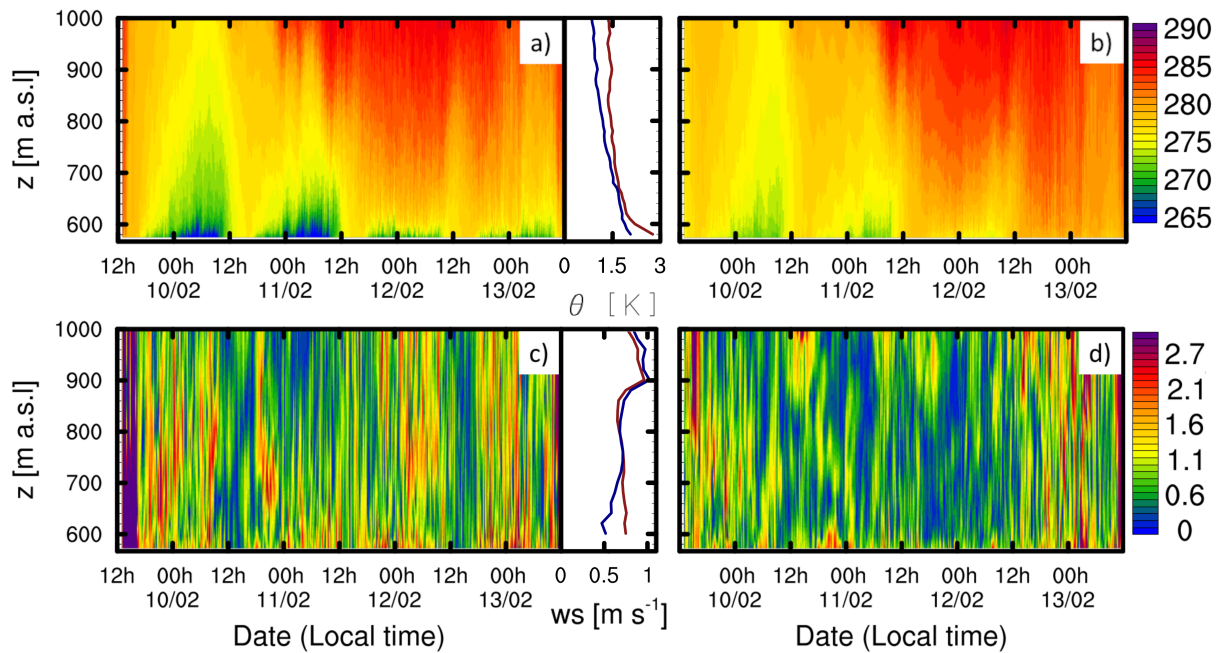 1000
900
800
700
600
z [m a.s.l]
a)
b)
290
285
280
275
270
265
12h 00h 12h 00h 12h 00h 12h 00h 0 1.5 3 00h 12h 00h 12h 00h 12h 00h
10/02 11/02 12/02 13/02 10/02 11/02 12/02 13/02
θ [K]
1000
900
800
700
600
z [m a.s.l]
c)
d)
2.7
2.1
1.6
1.1
0.6
0
12h 00h 12h 00h 12h 00h 12h 00h 0 0.5 1 00h 12h 00h 12h 00h 12h 00h
10/02 11/02 12/02 13/02 10/02 11/02 12/02 13/02
ws [m s⁻¹]
Date (Local time) Date (Local time)